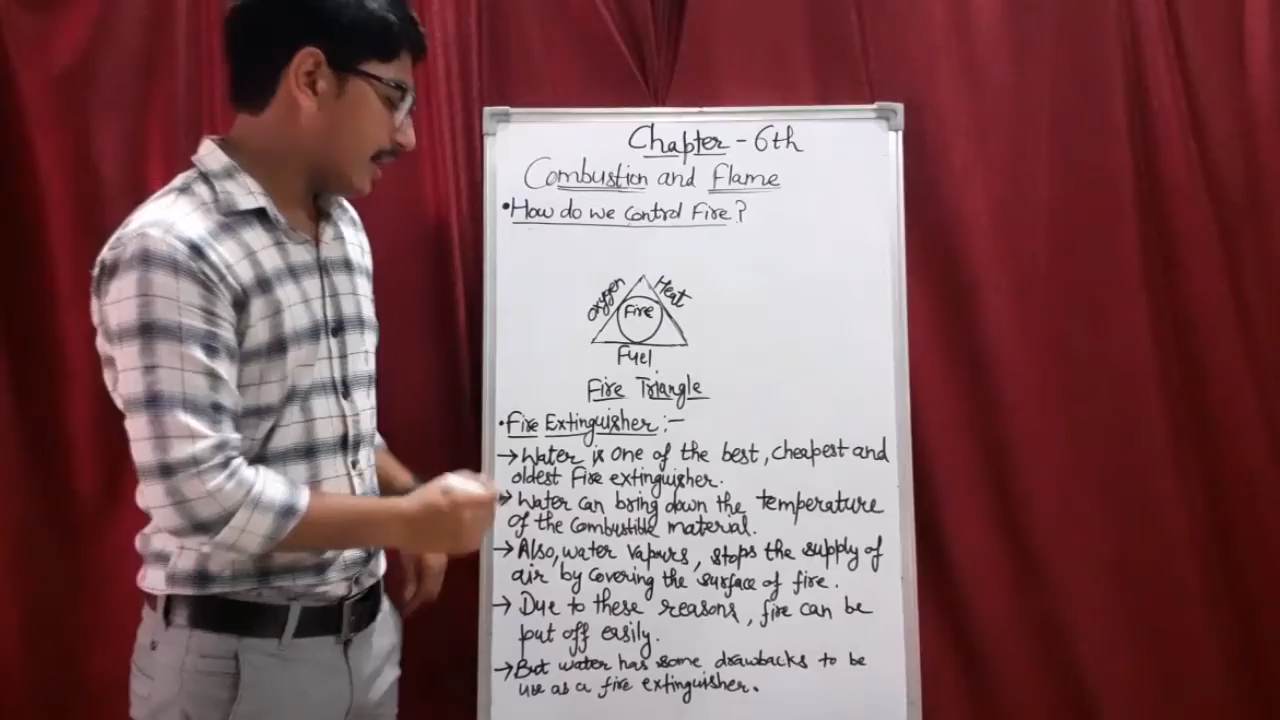 Chapter - 6th
Combustion and Flame
• How do we control Fire?
Oxygen
Heat
Fire
Fuel
Fire Triangle
• Fire Extinguisher :-
→ Water is one of the best, cheapest and
oldest Fire extinguisher.
→ Water can bring down the temperature
of the combustible material.
→ Also, water vapurs, stops the supply of
air by covering the surface of fire.
→ Due to these reasons, fire can be
put off easily.
→ But water has some drawbacks to be
use as a fire extinguisher.